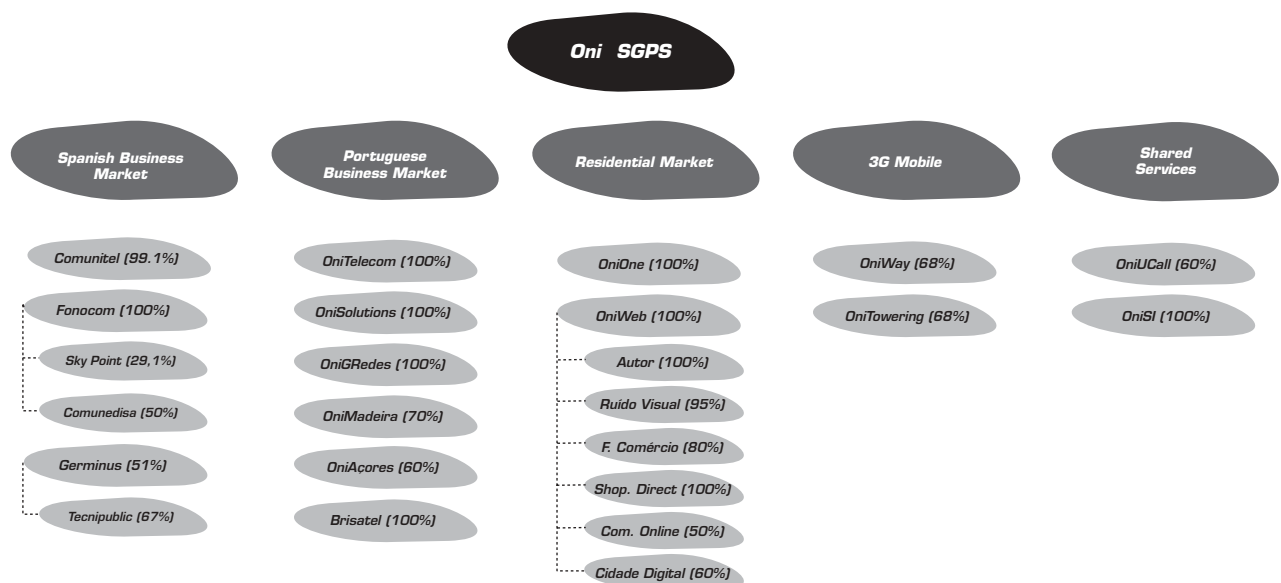 Oni SGPS
Spanish Business
Market
Portuguese
Business Market
Residential Market
3G Mobile
Shared
Services
Comunitel (99.1%)
Fonocom (100%)
Sky Point (29,1%)
Comunedisa (50%)
Germinus (51%)
Tecnipublic (67%)
OniTelecom (100%)
OniSolutions (100%)
OniGRedes (100%)
OniMadeira (70%)
OniAçores (60%)
Brisatel (100%)
OniOne (100%)
OniWeb (100%)
Autor (100%)
Ruído Visual (95%)
F. Comércio (80%)
Shop. Direct (100%)
Com. Online (50%)
Cidade Digital (60%)
OniWay (68%)
OniTowering (68%)
OniUCall (60%)
OniSI (100%)